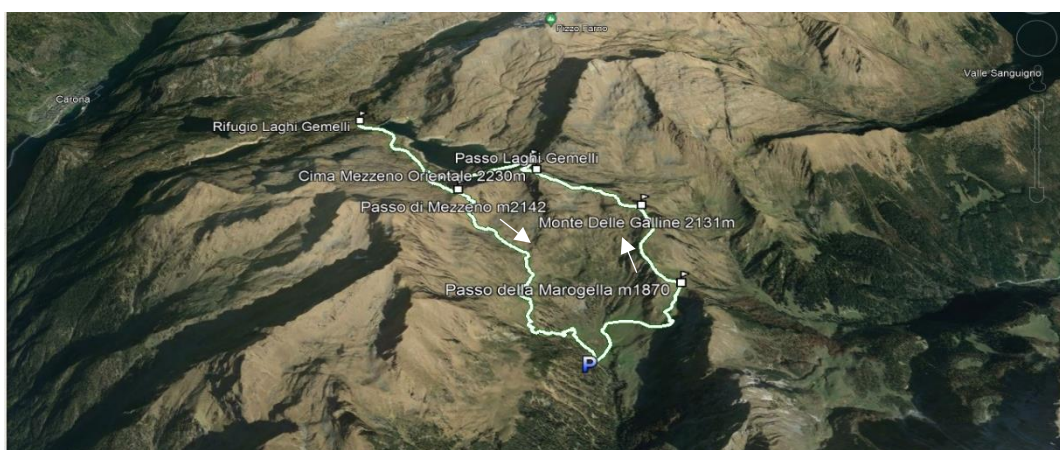 Pizzo Farno
Valle Sanguigno
Carona
Rifugio Laghi Gemelli
Passo Laghi Gemelli
Cima Mezzeno Orientale 2230m
Passo di Mezzeno m2142
Monte Delle Galline 2131m
Passo della Marogella m1870
P